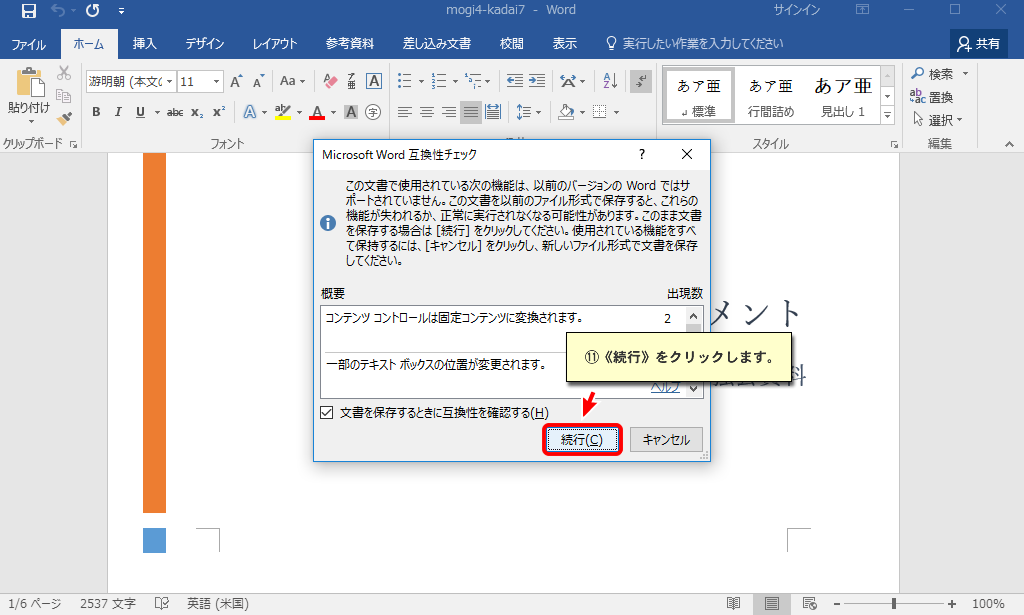 mogi4-kadai7 - Word
サインイン
ファイル ホーム 挿入 デザイン レイアウト 参考資料 差し込み文書 校閲 表示 実行したい作業を入力してください 共有
貼り付け
クリップボード
游明朝 (本文の
11
A A Aa A
B I U abc x₂ x² A ab A A 字
フォント
あア亜 あア亜 あア亜
標準 行間詰め 見出し 1
スタイル
検索
置換
選択
編集
Microsoft Word 互換性チェック
?
この文書で使用されている次の機能は、以前のバージョンの Word ではサ
ポートされていません。この文書を以前のファイル形式で保存すると、これらの
機能が失われるか、正常に実行されなくなる可能性があります。このまま文書
を保存する場合は [続行] をクリックしてください。使用されている機能をすべ
て保持するには、[キャンセル] をクリックし、新しいファイル形式で文書を保存
してください。
概要 出現数
コンテンツ コントロールは固定コンテンツに変換されます。 2
一部のテキスト ボックスの位置が変更されます。
ヘルプ
⑪《続行》をクリックします。
文書を保存するときに互換性を確認する(H)
続行(C) キャンセル
メント
料
1/6 ページ 2537 文字 英語 (米国) 100%